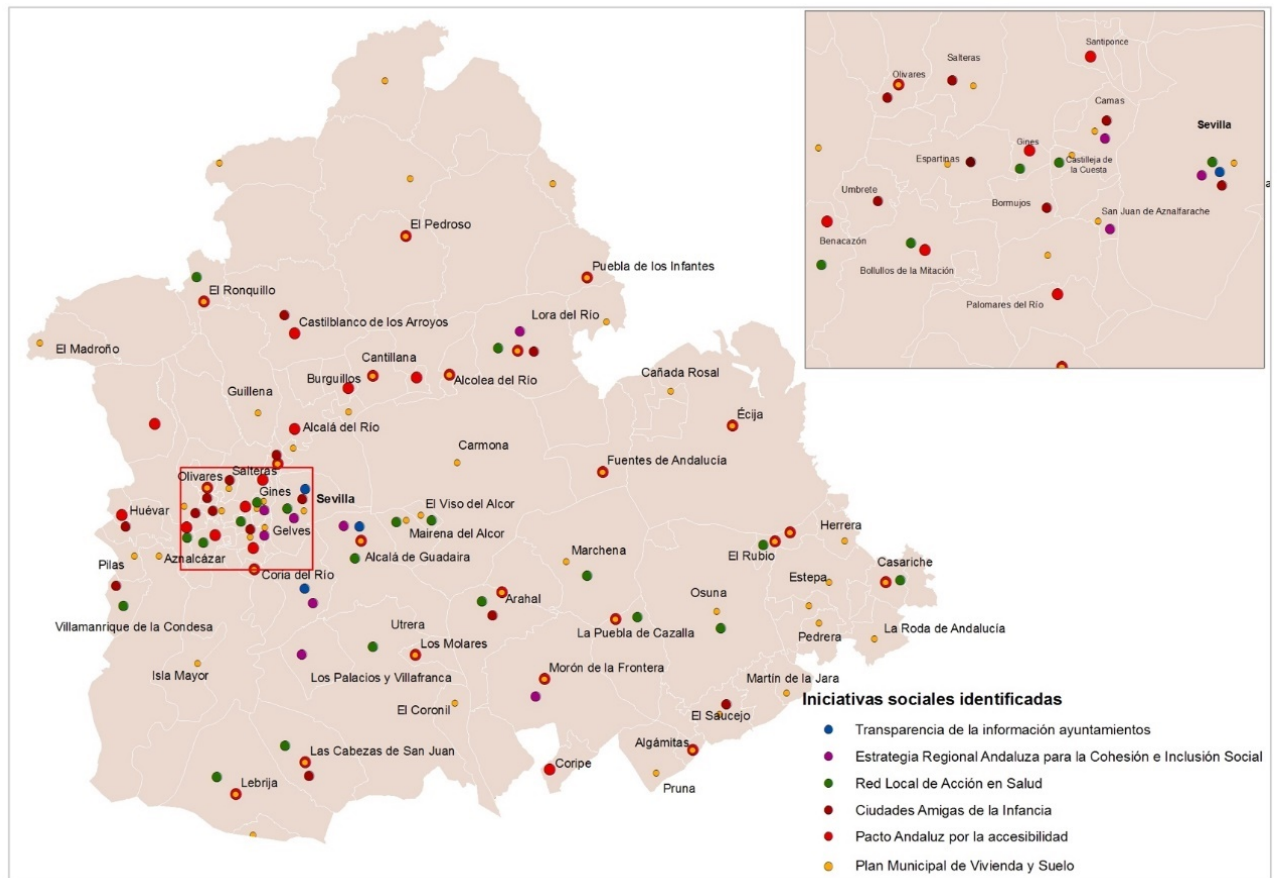 Santiponce
Salteras
Olivares
Camas
Sevilla
Gines
Castilleja de
la Cuesta
Espartinas
Umbrete
Bormujos
San Juan de Aznalfarache
Benacazón
Bollullos de la Mitación
Palomares del Río
a
El Pedroso
Puebla de los Infantes
El Ronquillo
Lora del Río
Castilblanco de los Arroyos
El Madroño
Cantillana
Burguillos
Alcolea del Río
Cañada Rosal
Guillena
Écija
Alcalá del Río
Carmona
Fuentes de Andalucía
Olivares
Salteras
Gines
Sevilla
El Viso del Alcor
Huévar
Gelves
Mairena del Alcor
Herrera
El Rubio
Pilas
Aznalcázar
Alcalá de Guadaira
Marchena
Casariche
Coria del Río
Estepa
Arahal
Osuna
Villamanrique de la Condesa
Utrera
La Puebla de Cazalla
Pedrera
La Roda de Andalucía
Los Molares
Isla Mayor
Los Palacios y Villafranca
Morón de la Frontera
Martín de la Jara
El Coronil
El Saucejo
Las Cabezas de San Juan
Algámitas
Coripe
Lebrija
Pruna
Iniciativas sociales identificadas
Transparencia de la información ayuntamientos
Estrategia Regional Andaluza para la Cohesión e Inclusión Social
Red Local de Acción en Salud
Ciudades Amigas de la Infancia
Pacto Andaluz por la accesibilidad
Plan Municipal de Vivienda y Suelo